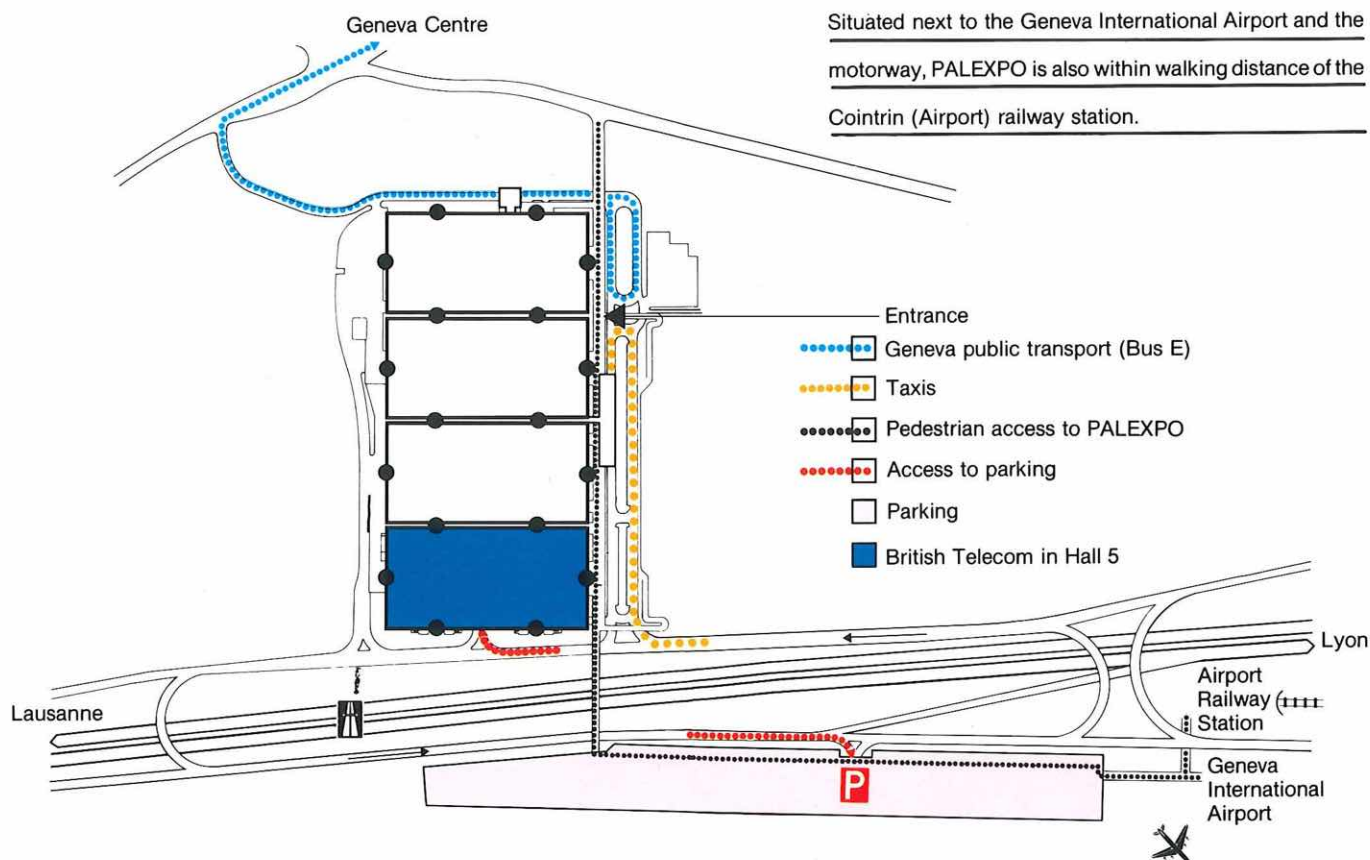 Geneva Centre
Situated next to the Geneva International Airport and the
motorway, PALEXPO is also within walking distance of the
Cointrin (Airport) railway station.
Entrance
Geneva public transport (Bus E)
Taxis
Pedestrian access to PALEXPO
Access to parking
Parking
British Telecom in Hall 5
Lyon
Airport
Railway
Station
Lausanne
P
Geneva
International
Airport